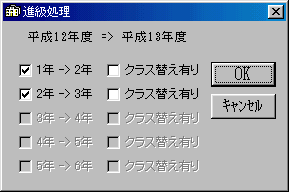 進級処理
平成12年度 => 平成13年度
1年 -> 2年 クラス替え有り
2年 -> 3年 クラス替え有り
3年 -> 4年 クラス替え有り
4年 -> 5年 クラス替え有り
5年 -> 6年 クラス替え有り
OK
キャンセル